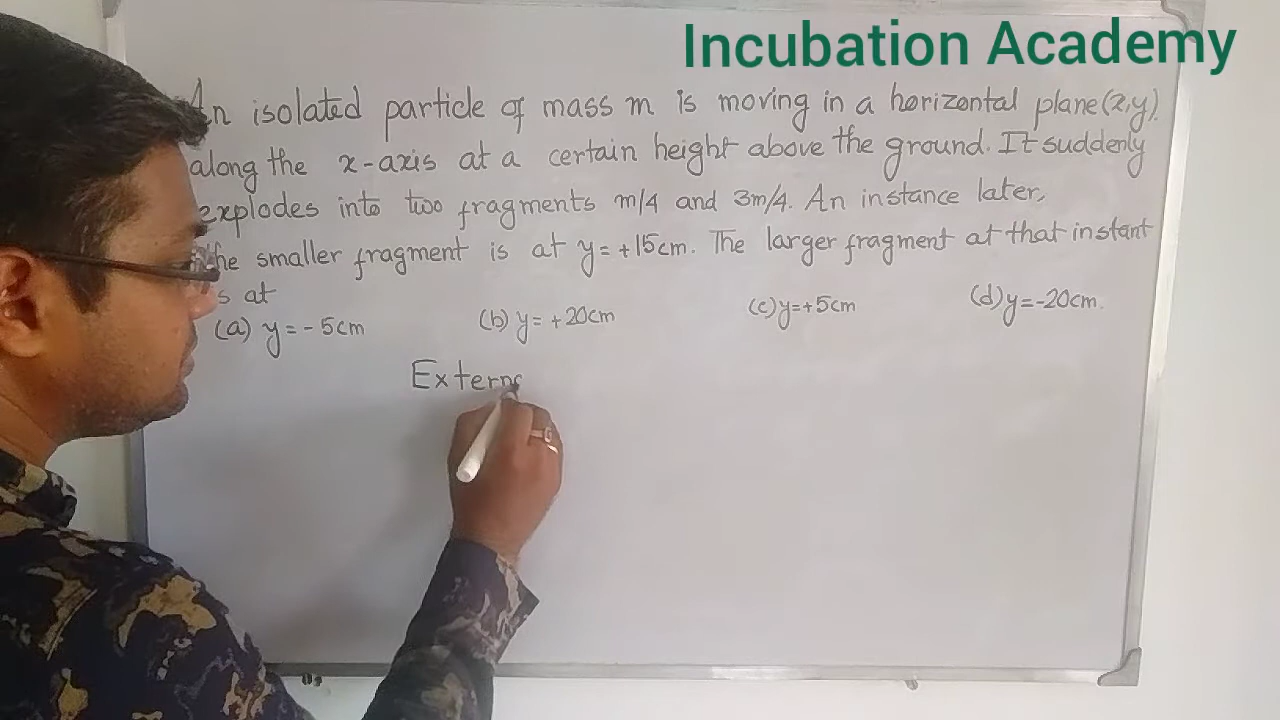 Incubation Academy
An isolated particle of mass m is moving in a horizontal plane(x,y).
along the x-axis at a certain height above the ground. It suddenly
explodes into two fragments m/4 and 3m/4. An instance later,
the smaller fragment is at y=+15cm. The larger fragment at that instant
s at
(a) y=-5cm (b) y=+20cm (c) y=+5cm (d) y=-20cm.
Extern